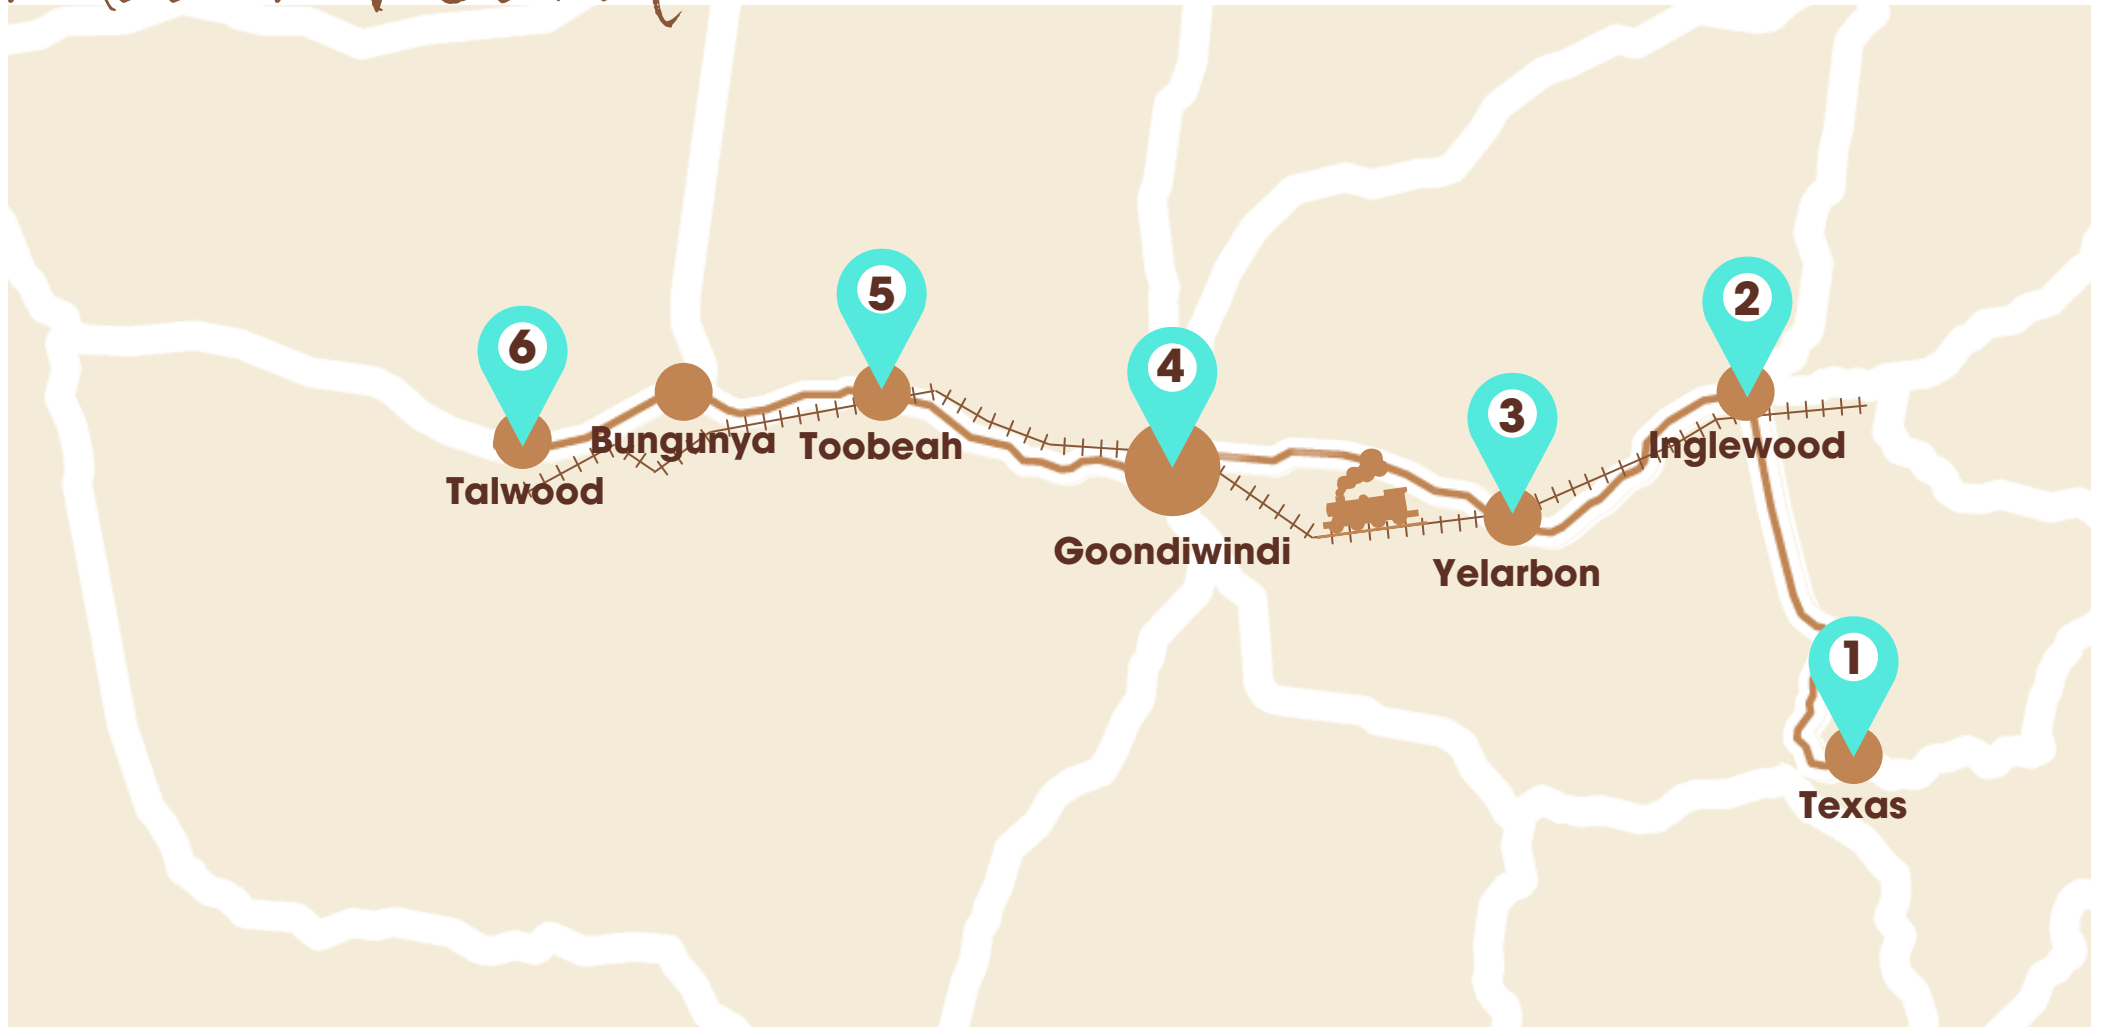 6
Talwood
Bungunya
5
Toobeah
4
Goondiwindi
3
Yelarbon
2
Inglewood
1
Texas